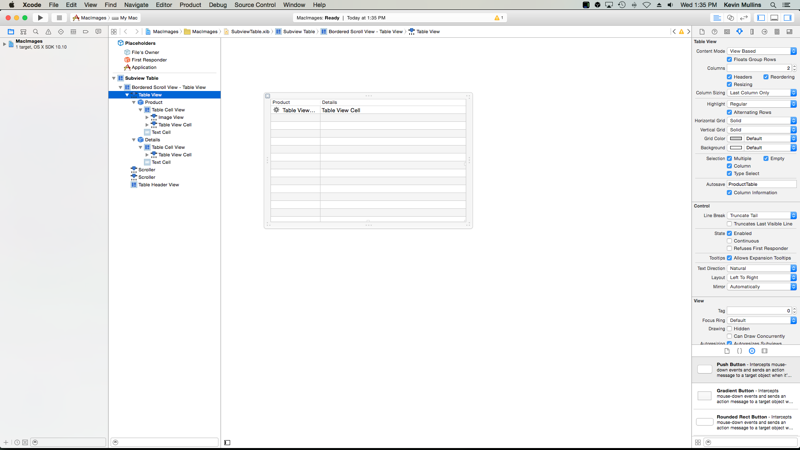 Xcode File Edit View Find Navigate Editor Product Debug Source Control Window Help
Wed 1:35 PM Kevin Mullins
MacImages My Mac
MacImages: Ready | Today at 1:35 PM
1
MacImages MacImages SubviewTable.xib Subview Table Bordered Scroll View - Table View Table View
MacImages
1 target, OS X SDK 10.10
Placeholders
File's Owner
First Responder
Application
Subview Table
Bordered Scroll View - Table View
Table View
Product
Table Cell View
Image View
Table View Cell
Text Cell
Details
Table Cell View
Table View Cell
Text Cell
Scroller
Scroller
Table Header View
Product Details
Table View... Table View Cell
Table View
Content Mode View Based
Floats Group Rows
Columns 2
Headers Reordering
Resizing
Column Sizing Last Column Only
Highlight Regular
Alternating Rows
Horizontal Grid Solid
Vertical Grid Solid
Grid Color Default
Background Default
Selection Multiple Empty
Column
Type Select
Autosave ProductTable
Column Information
Control
Line Break Truncate Tail
Truncates Last Visible Line
State Enabled
Continuous
Refuses First Responder
Tooltips Allows Expansion Tooltips
Text Direction Natural
Layout Left To Right
Mirror Automatically
View
Tag 0
Focus Ring Default
Drawing Hidden
Can Draw Concurrently
Autoresizing Autoresizes Subviews
Push Button - Intercepts
mouse-down events and sends an
action message to a target object when it'...
Gradient Button - Intercepts
mouse-down events and sends an
action message to a target object w...
Rounded Rect Button - Intercepts
mouse-down events and sends an
action message to a target object w...